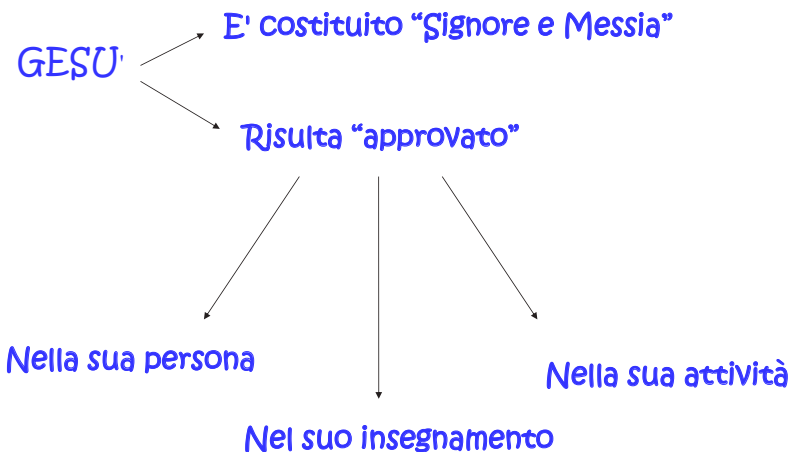 E' costituito “Signore e Messia”
GESU'
Risulta “approvato”
Nella sua persona
Nella sua attività
Nel suo insegnamento